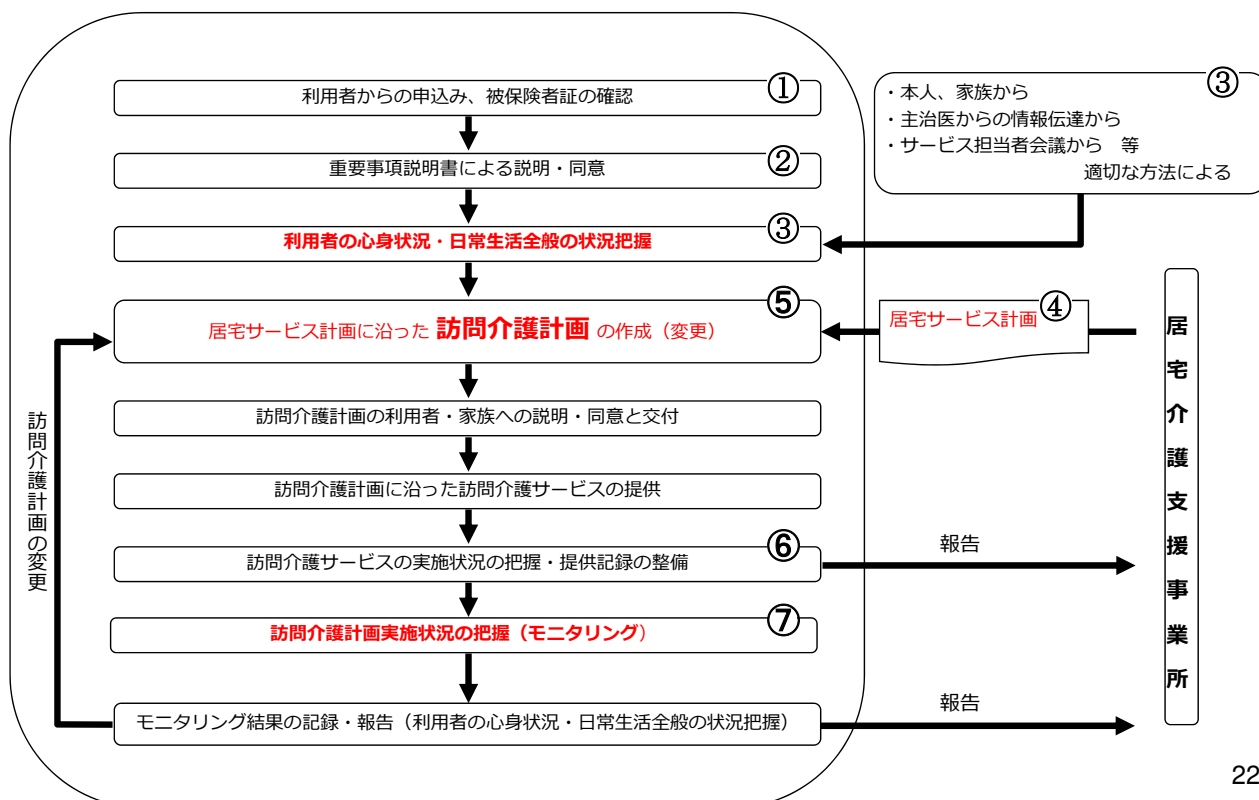 ①
利用者からの申込み、被保険者証の確認
②
重要事項説明書による説明・同意
③
利用者の心身状況・日常生活全般の状況把握
③
・本人、家族から
・主治医からの情報伝達から
・サービス担当者会議から　等
適切な方法による
⑤
居宅サービス計画に沿った 訪問介護計画 の作成（変更）
④
居宅サービス計画
訪問介護計画の利用者・家族への説明・同意と交付
訪問介護計画に沿った訪問介護サービスの提供
⑥
訪問介護サービスの実施状況の把握・提供記録の整備
報告
⑦
訪問介護計画実施状況の把握（モニタリング）
モニタリング結果の記録・報告（利用者の心身状況・日常生活全般の状況把握）
報告
訪問介護計画の変更
居宅介護支援事業所
22